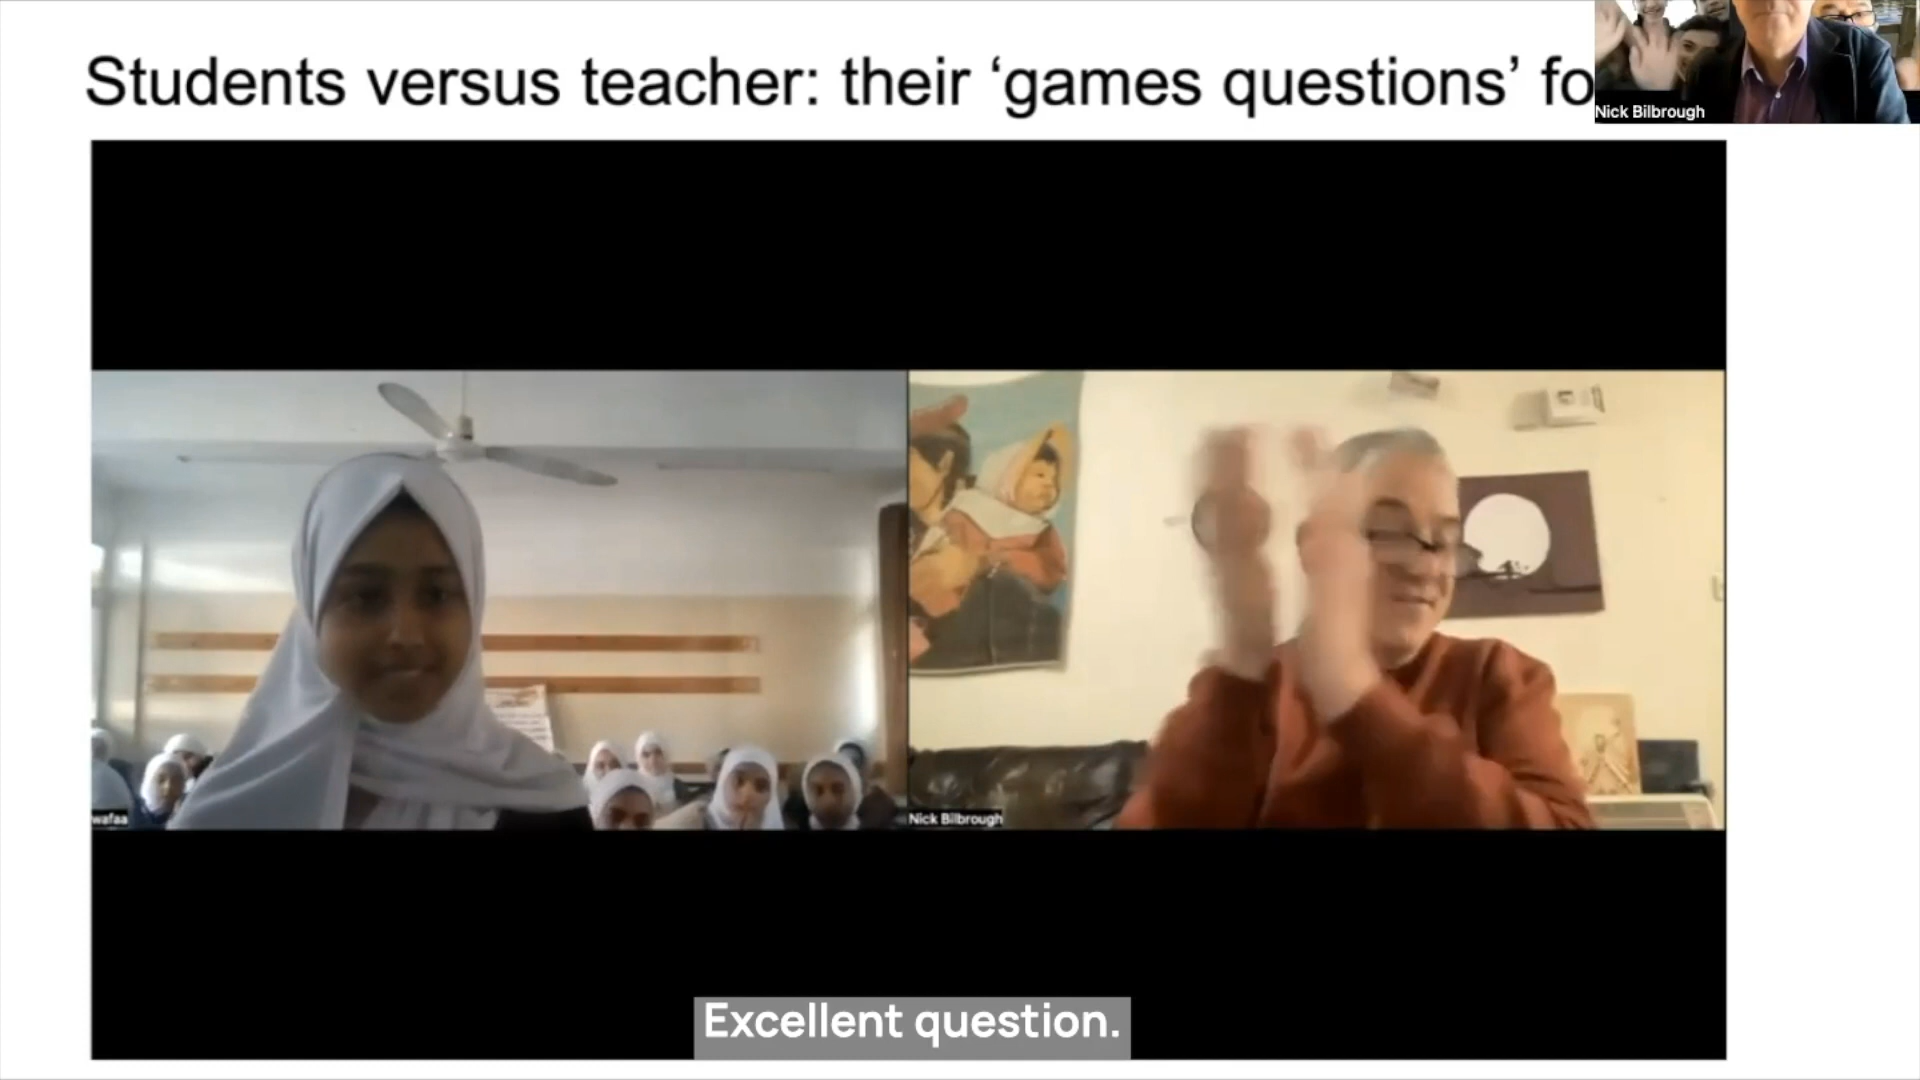 Students versus teacher: their ‘games questions’ fo
Nick Bilbrough
wafaa
Nick Bilbrough
Excellent question.